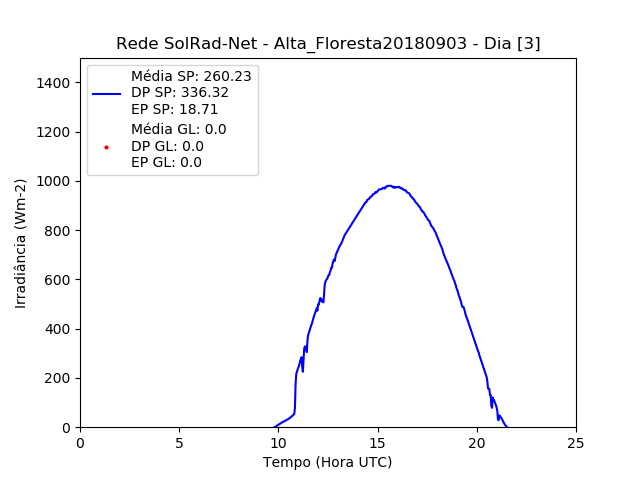 Rede SolRad-Net - Alta_Floresta20180903 - Dia [3]
Média SP: 260.23
DP SP: 336.32
EP SP: 18.71
Média GL: 0.0
DP GL: 0.0
EP GL: 0.0
Irradiância (Wm-2)
1400
1200
1000
800
600
400
200
0
0 5 10 15 20 25
Tempo (Hora UTC)